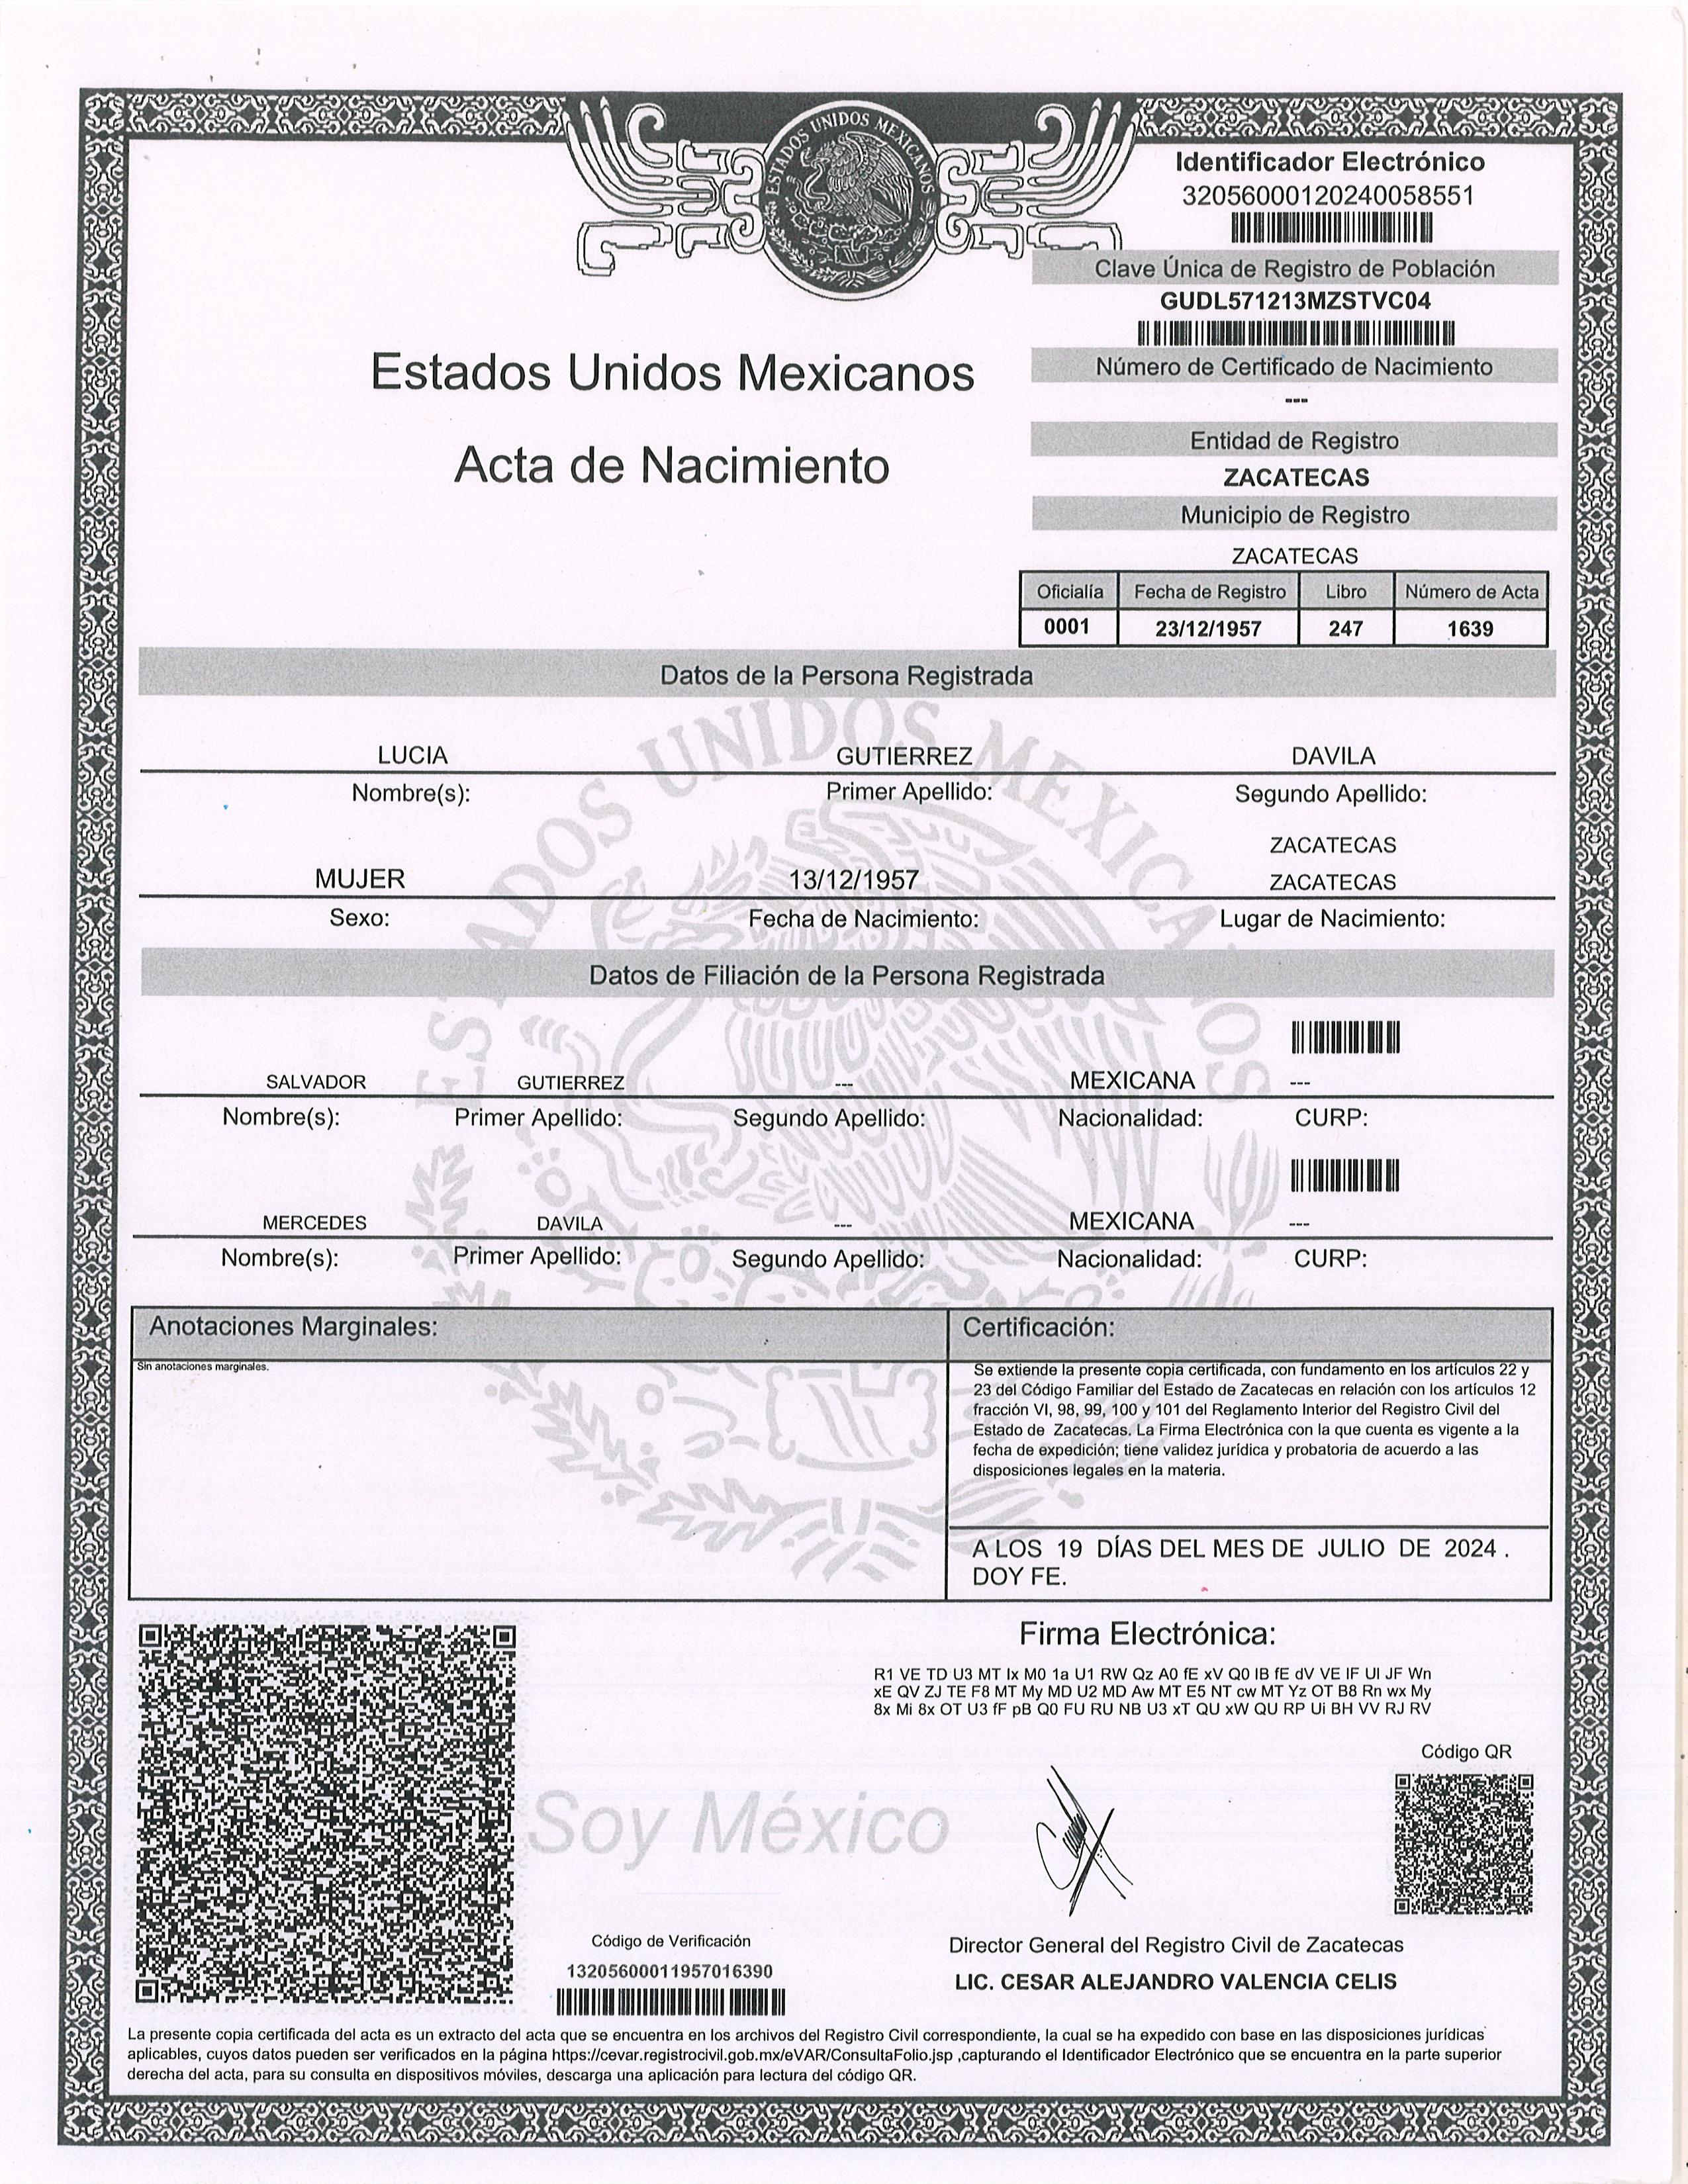 ESTADOS UNIDOS MEXICANOS
Identificador Electrónico
32056000120240058551
Clave Única de Registro de Población
GUDL571213MZSTVC04
Número de Certificado de Nacimiento
---
Estados Unidos Mexicanos
Acta de Nacimiento
Entidad de Registro
ZACATECAS
Municipio de Registro
ZACATECAS
Oficialía Fecha de Registro Libro Número de Acta
0001 23/12/1957 247 1639
Datos de la Persona Registrada
LUCIA GUTIERREZ DAVILA
Nombre(s): Primer Apellido: Segundo Apellido:
ZACATECAS
MUJER 13/12/1957 ZACATECAS
Sexo: Fecha de Nacimiento: Lugar de Nacimiento:
Datos de Filiación de la Persona Registrada
SALVADOR GUTIERREZ --- MEXICANA ---
Nombre(s): Primer Apellido: Segundo Apellido: Nacionalidad: CURP:
MERCEDES DAVILA --- MEXICANA ---
Nombre(s): Primer Apellido: Segundo Apellido: Nacionalidad: CURP:
ESTADOS UNIDOS MEXICANOS
Anotaciones Marginales:
Sin anotaciones marginales.
Certificación:
Se extiende la presente copia certificada, con fundamento en los artículos 22 y
23 del Código Familiar del Estado de Zacatecas en relación con los artículos 12
fracción VI, 98, 99, 100 y 101 del Reglamento Interior del Registro Civil del
Estado de Zacatecas. La Firma Electrónica con la que cuenta es vigente a la
fecha de expedición; tiene validez jurídica y probatoria de acuerdo a las
disposiciones legales en la materia.
A LOS 19 DÍAS DEL MES DE JULIO DE 2024 .
DOY FE.
Firma Electrónica:
R1 VE TD U3 MT Ix M0 1a U1 RW Qz A0 fE xV Q0 IB fE dV VE IF UI JF Wn
xE QV ZJ TE F8 MT My MD U2 MD Aw MT E5 NT cw MT Yz OT B8 Rn wx My
8x Mi 8x OT U3 fF pB Q0 FU RU NB U3 xT QU xW QU RP Ui BH VV RJ RV
Código QR
Soy México
Código de Verificación
13205600011957016390
Director General del Registro Civil de Zacatecas
LIC. CESAR ALEJANDRO VALENCIA CELIS
La presente copia certificada del acta es un extracto del acta que se encuentra en los archivos del Registro Civil correspondiente, la cual se ha expedido con base en las disposiciones jurídicas
aplicables, cuyos datos pueden ser verificados en la página https://cevar.registrocivil.gob.mx/eVAR/ConsultaFolio.jsp ,capturando el Identificador Electrónico que se encuentra en la parte superior
derecha del acta, para su consulta en dispositivos móviles, descarga una aplicación para lectura del código QR.